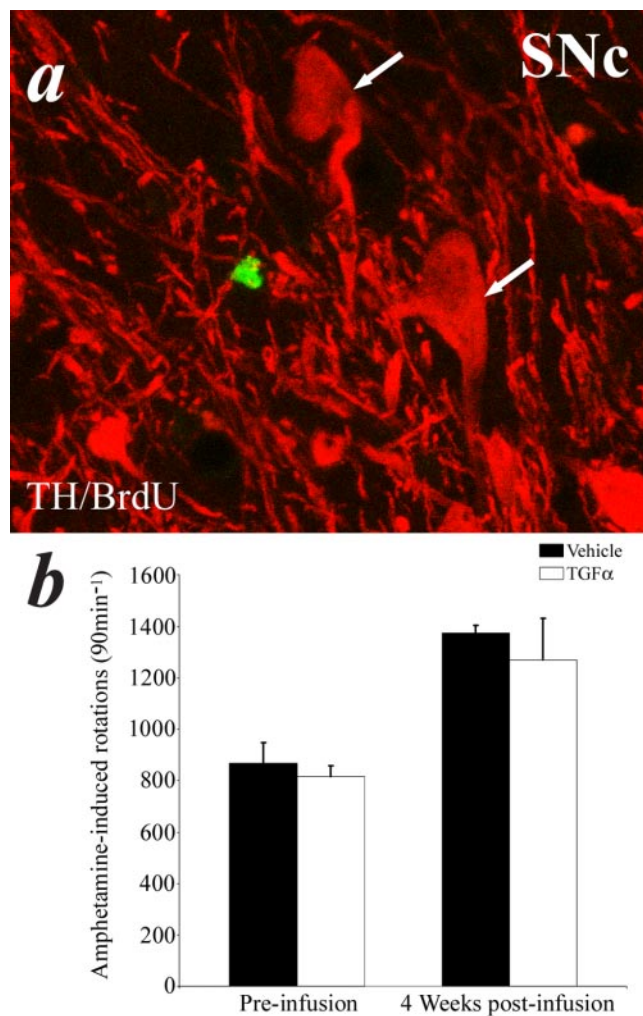 a
SNc
TH/BrdU
b
Vehicle
TGFα
Amphetamine-induced rotations (90min⁻¹)
1600
1400
1200
1000
800
600
400
200
0
Pre-infusion
4 Weeks post-infusion